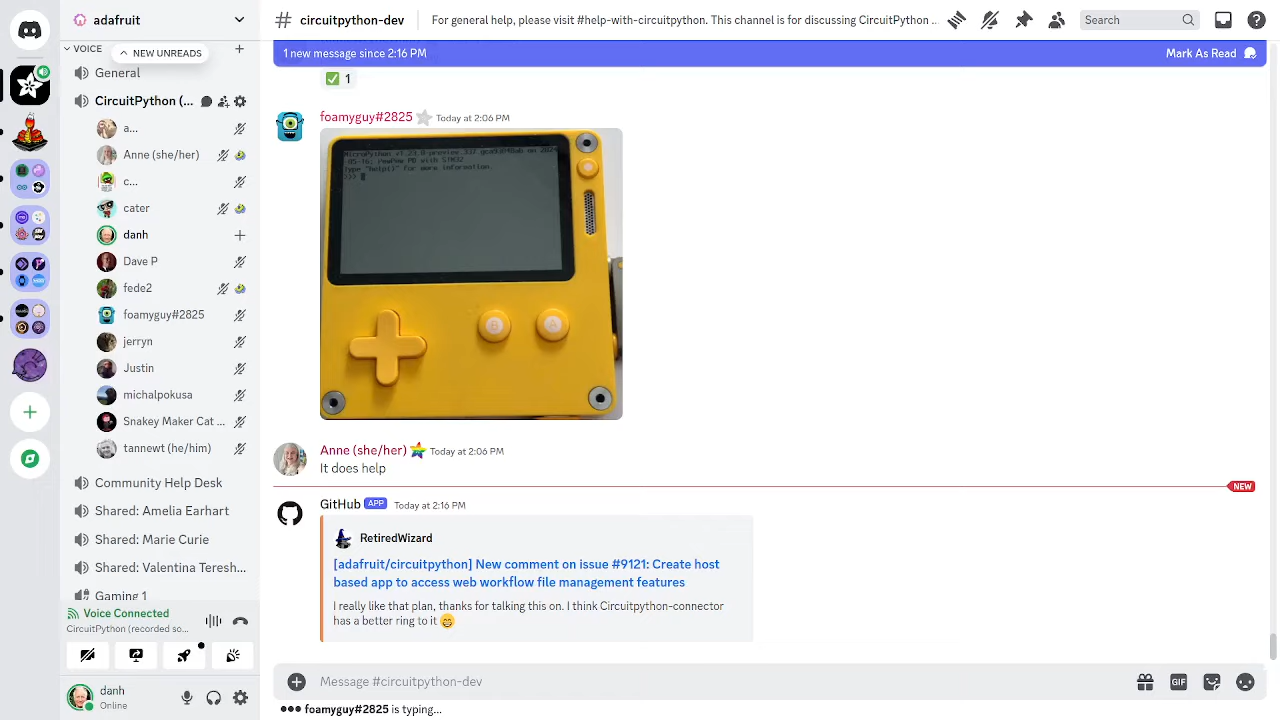 adafruit
# circuitpython-dev
For general help, please visit #help-with-circuitpython. This channel is for discussing CircuitPython ...
Search
VOICE
NEW UNREADS
General
CircuitPython (...
a...
Anne (she/her)
c...
cater
danh
Dave P
fede2
foamyguy#2825
jerryn
Justin
michalpokusa
Snakey Maker Cat ...
tannewt (he/him)
Community Help Desk
Shared: Amelia Earhart
Shared: Marie Curie
Shared: Valentina Teresh...
Gaming 1
Voice Connected
CircuitPython (recorded so...
danh
Online
1 new message since 2:16 PM
Mark As Read
1
foamyguy#2825 Today at 2:06 PM
Type "help()" for more information.
>>>
B
A
Anne (she/her) Today at 2:06 PM
It does help
NEW
GitHub APP Today at 2:16 PM
RetiredWizard
[adafruit/circuitpython] New comment on issue #9121: Create host
based app to access web workflow file management features
I really like that plan, thanks for talking this on. I think Circuitpython-connector
has a better ring to it
Message #circuitpython-dev
GIF
foamyguy#2825 is typing...